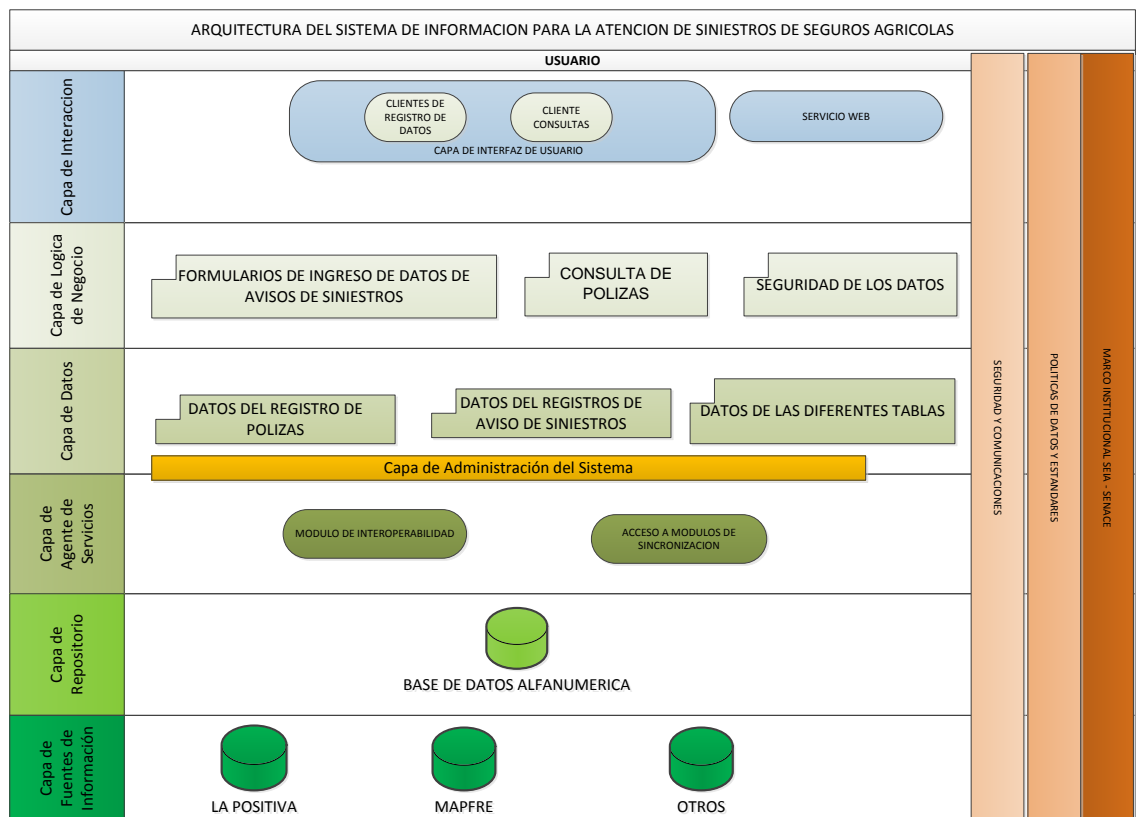 ARQUITECTURA DEL SISTEMA DE INFORMACION PARA LA ATENCION DE SINIESTROS DE SEGUROS AGRICOLAS
USUARIO
Capa de Interaccion
CLIENTES DE
REGISTRO DE
DATOS
CLIENTE
CONSULTAS
CAPA DE INTERFAZ DE USUARIO
SERVICIO WEB
Capa de Logica
de Negocio
FORMULARIOS DE INGRESO DE DATOS DE
AVISOS DE SINIESTROS
CONSULTA DE
POLIZAS
SEGURIDAD DE LOS DATOS
Capa de Datos
DATOS DEL REGISTRO DE
POLIZAS
DATOS DEL REGISTROS DE
AVISO DE SINIESTROS
DATOS DE LAS DIFERENTES TABLAS
Capa de Administración del Sistema
Capa de
Agente de
Servicios
MODULO DE INTEROPERABILIDAD
ACCESO A MODULOS DE
SINCRONIZACION
Capa de
Repositorio
BASE DE DATOS ALFANUMERICA
Capa de
Fuentes de
Información
LA POSITIVA
MAPFRE
OTROS
SEGURIDAD Y COMUNICACIONES
POLITICAS DE DATOS Y ESTANDARES
MARCO INSTITUCIONAL SEIA - SENACE